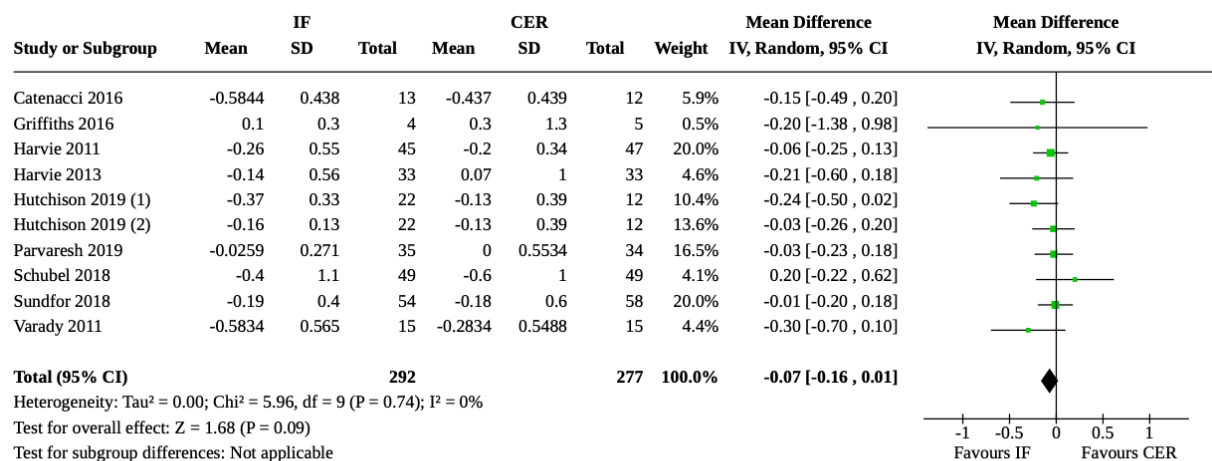 IF CER Mean Difference Mean Difference
Study or Subgroup Mean SD Total Mean SD Total Weight IV, Random, 95% CI IV, Random, 95% CI
Catenacci 2016 -0.5844 0.438 13 -0.437 0.439 12 5.9% -0.15 [-0.49 , 0.20]
Griffiths 2016 0.1 0.3 4 0.3 1.3 5 0.5% -0.20 [-1.38 , 0.98]
Harvie 2011 -0.26 0.55 45 -0.2 0.34 47 20.0% -0.06 [-0.25 , 0.13]
Harvie 2013 -0.14 0.56 33 0.07 1 33 4.6% -0.21 [-0.60 , 0.18]
Hutchison 2019 (1) -0.37 0.33 22 -0.13 0.39 12 10.4% -0.24 [-0.50 , 0.02]
Hutchison 2019 (2) -0.16 0.13 22 -0.13 0.39 12 13.6% -0.03 [-0.26 , 0.20]
Parvaresh 2019 -0.0259 0.271 35 0 0.5534 34 16.5% -0.03 [-0.23 , 0.18]
Schubel 2018 -0.4 1.1 49 -0.6 1 49 4.1% 0.20 [-0.22 , 0.62]
Sundfor 2018 -0.19 0.4 54 -0.18 0.6 58 20.0% -0.01 [-0.20 , 0.18]
Varady 2011 -0.5834 0.565 15 -0.2834 0.5488 15 4.4% -0.30 [-0.70 , 0.10]
Total (95% CI) 292 277 100.0% -0.07 [-0.16 , 0.01]
Heterogeneity: Tau² = 0.00; Chi² = 5.96, df = 9 (P = 0.74); I² = 0%
Test for overall effect: Z = 1.68 (P = 0.09)
Test for subgroup differences: Not applicable
-1 -0.5 0 0.5 1
Favours IF Favours CER